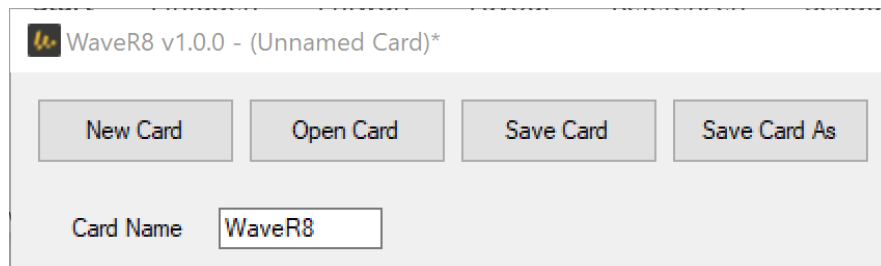 WaveR8 v1.0.0 - (Unnamed Card)*
New Card Open Card Save Card Save Card As
Card Name WaveR8